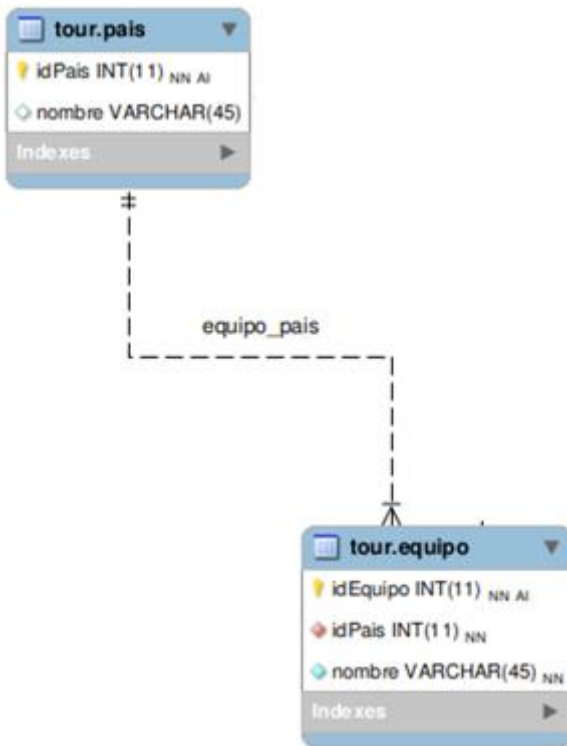 tour.pais
idPais INT(11) NN AI
nombre VARCHAR(45)
Indexes
equipo_pais
tour.equipo
idEquipo INT(11) NN AI
idPais INT(11) NN
nombre VARCHAR(45) NN
Indexes